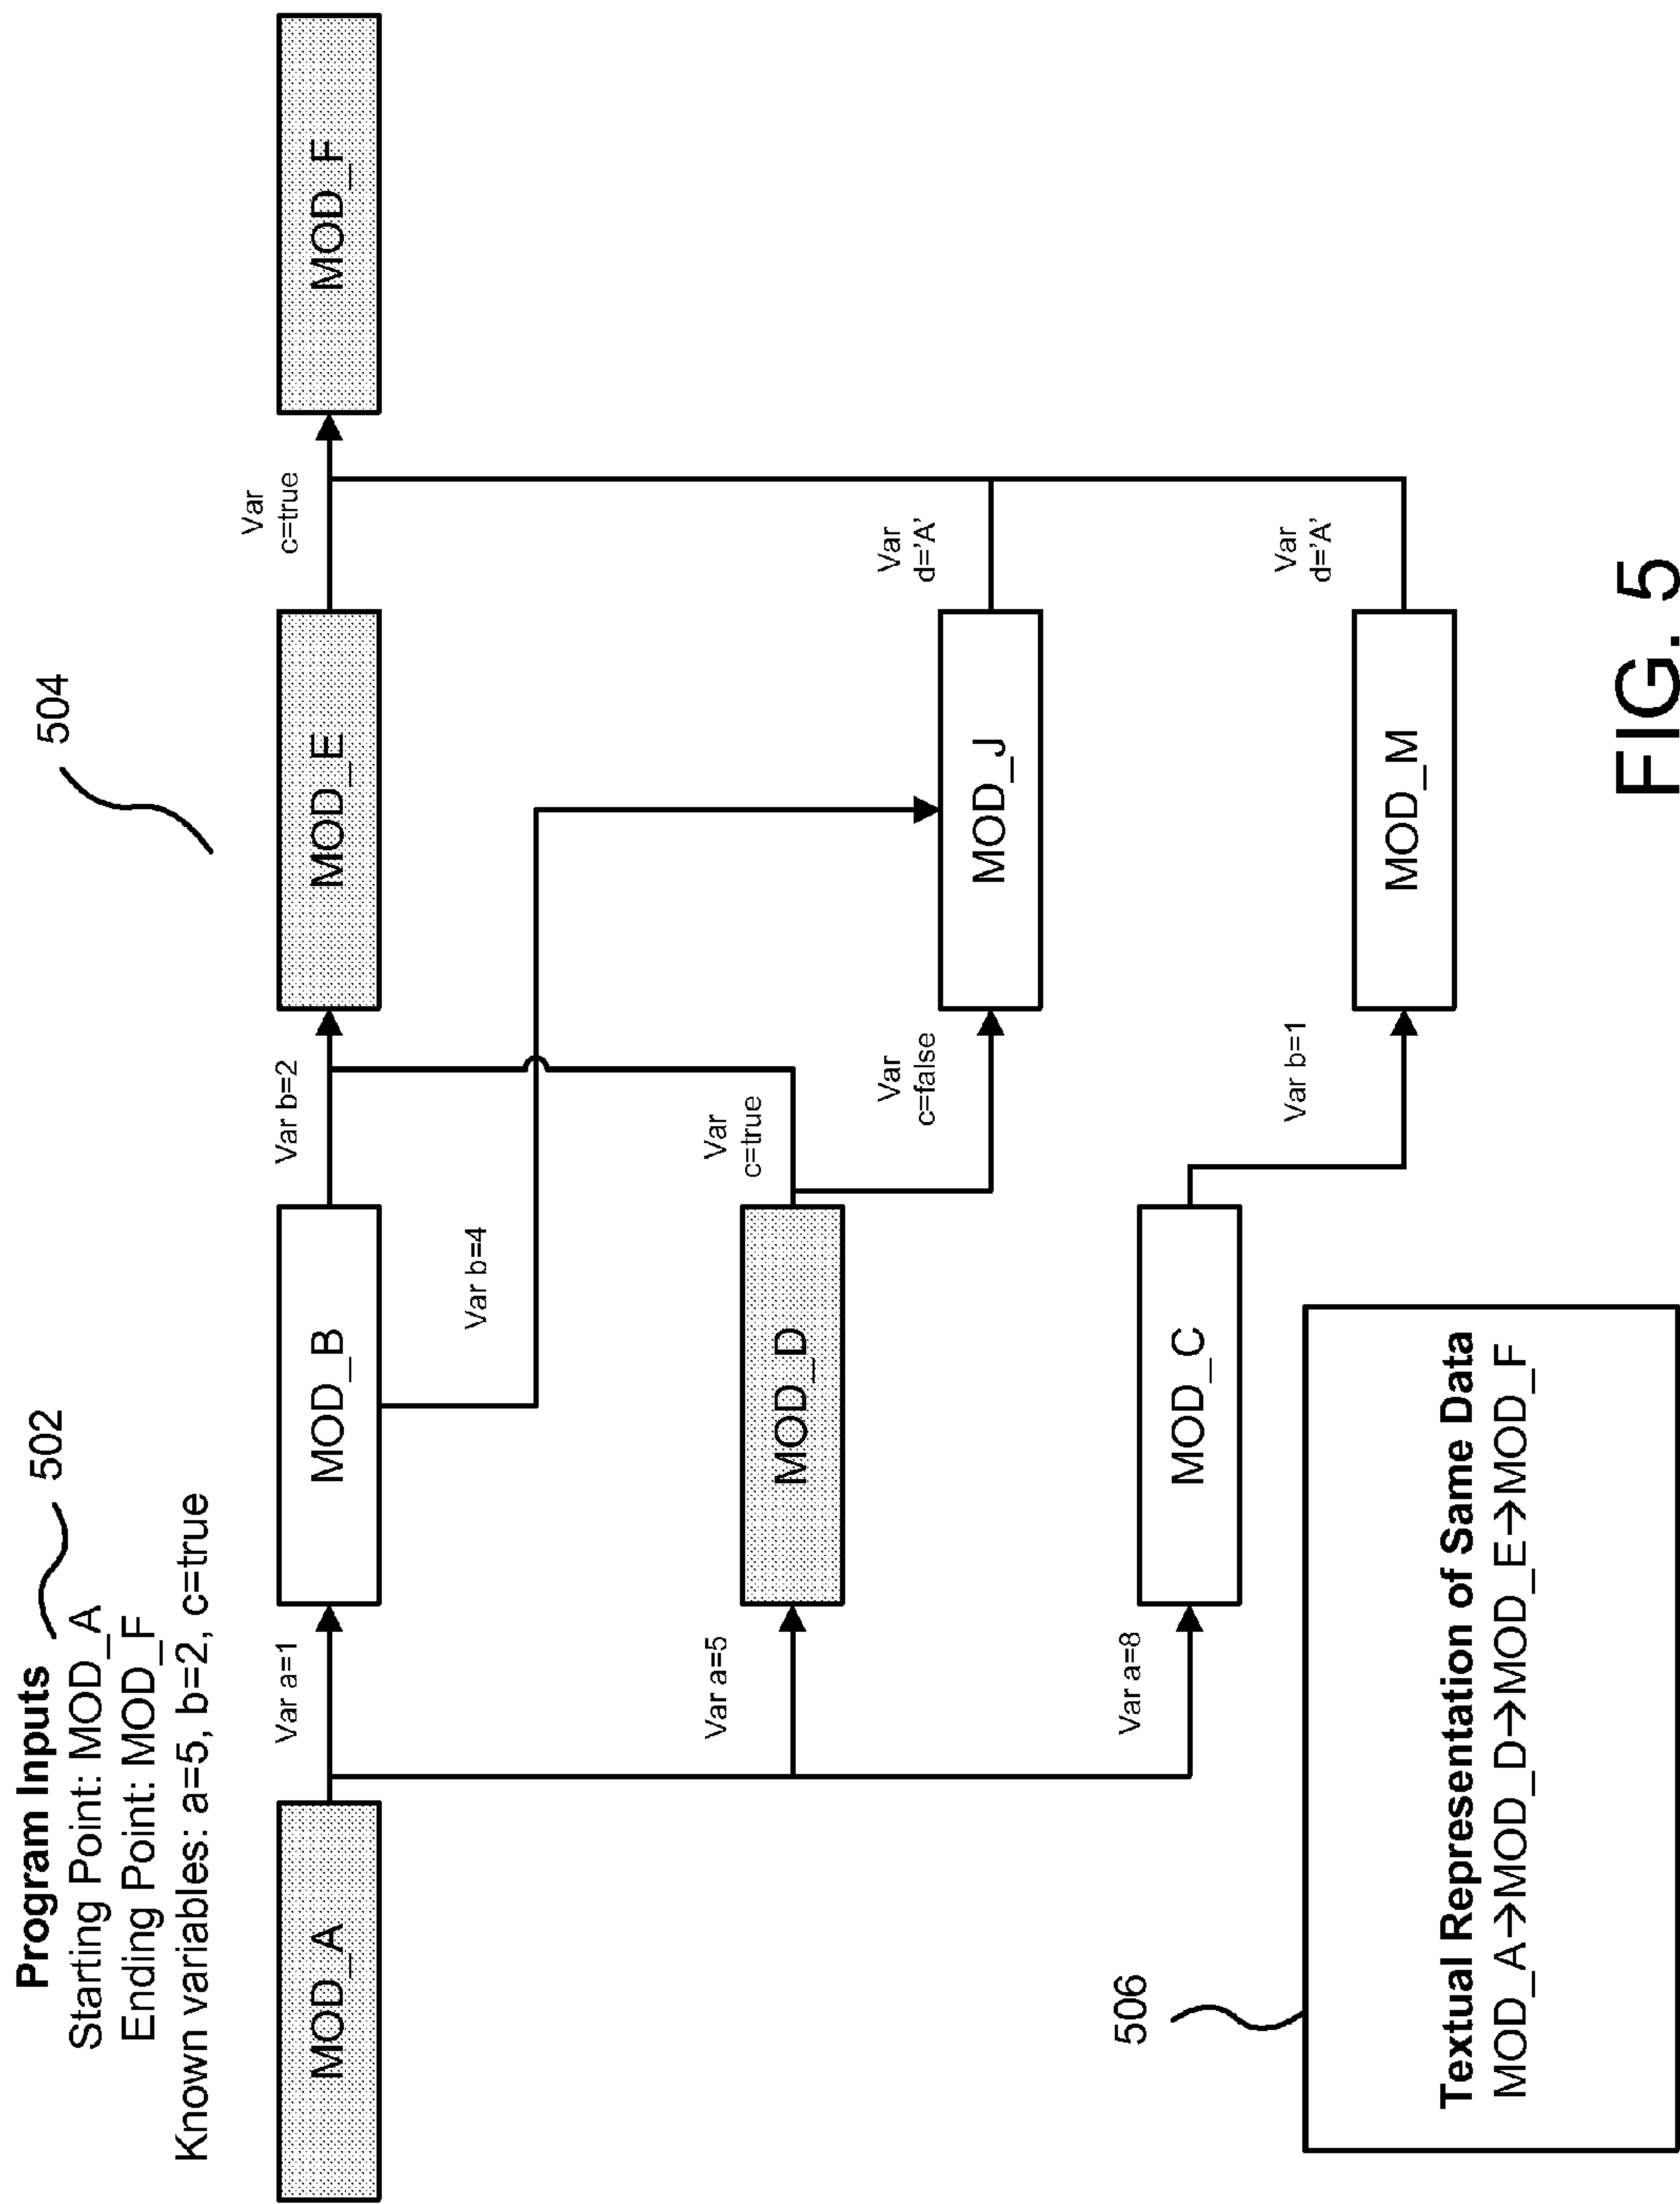 Program Inputs
502
Starting Point: MOD_A
Ending Point: MOD_F
Known variables: a=5, b=2, c=true
504
MOD_A
Var a=1
MOD_B
Var b=2
MOD_E
Var
c=true
MOD_F
Var b=4
Var a=5
MOD_D
Var
c=true
Var
c=false
MOD_J
Var
d='A'
Var a=8
MOD_C
Var b=1
MOD_M
Var
d='A'
506
Textual Representation of Same Data
MOD_A→MOD_D→MOD_E→MOD_F
FIG. 5